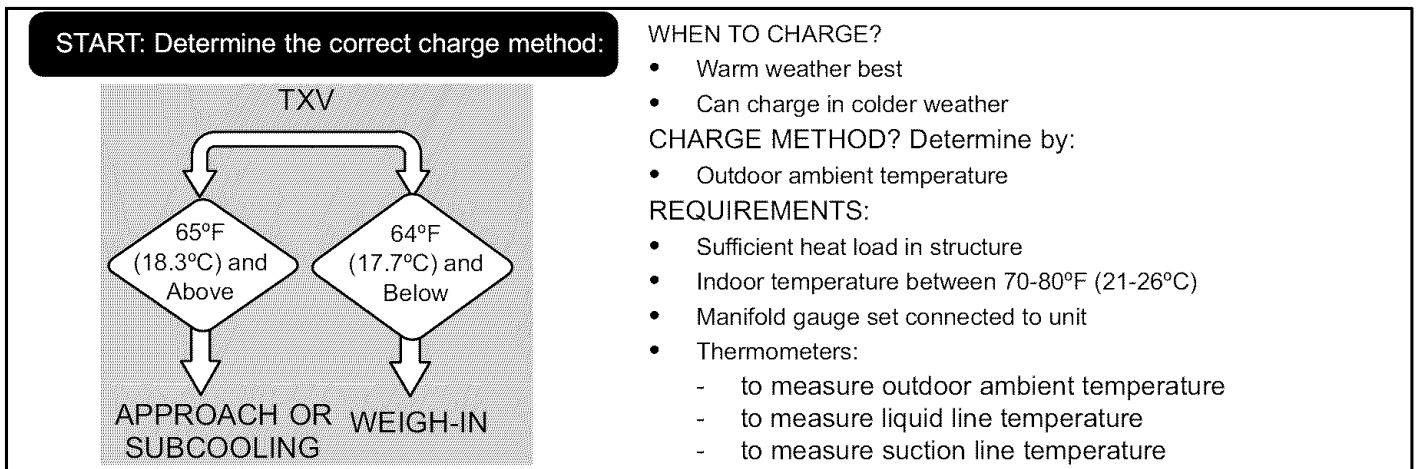 START: Determine the correct charge method:
TXV
65ºF
(18.3ºC) and
Above
64ºF
(17.7ºC) and
Below
APPROACH OR
SUBCOOLING
WEIGH-IN
WHEN TO CHARGE?
• Warm weather best
• Can charge in colder weather
CHARGE METHOD? Determine by:
• Outdoor ambient temperature
REQUIREMENTS:
• Sufficient heat load in structure
• Indoor temperature between 70-80ºF (21-26ºC)
• Manifold gauge set connected to unit
• Thermometers:
- to measure outdoor ambient temperature
- to measure liquid line temperature
- to measure suction line temperature